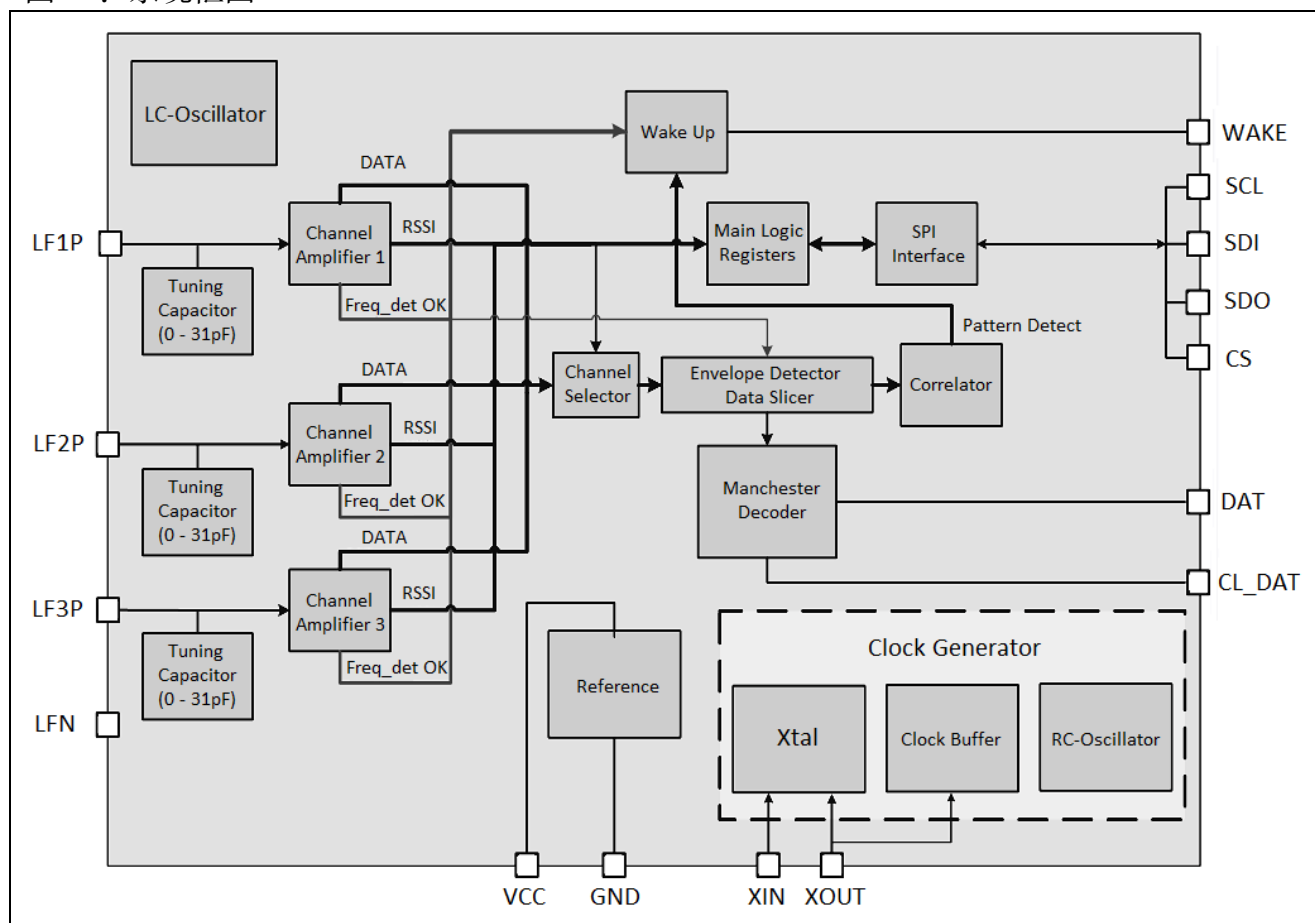 LC-Oscillator
Wake Up
WAKE
DATA
SCL
LF1P
Channel
Amplifier 1
RSSI
Main Logic
Registers
SPI
Interface
SDI
Tuning
Capacitor
(0 - 31pF)
Freq_det OK
SDO
Pattern Detect
CS
DATA
Channel
Selector
Envelope Detector
Data Slicer
Correlator
LF2P
Channel
Amplifier 2
RSSI
Tuning
Capacitor
(0 - 31pF)
Freq_det OK
Manchester
Decoder
DAT
DATA
CL_DAT
LF3P
Channel
Amplifier 3
RSSI
Tuning
Capacitor
(0 - 31pF)
Freq_det OK
Reference
Clock Generator
LFN
Xtal
Clock Buffer
RC-Oscillator
VCC
GND
XIN
XOUT